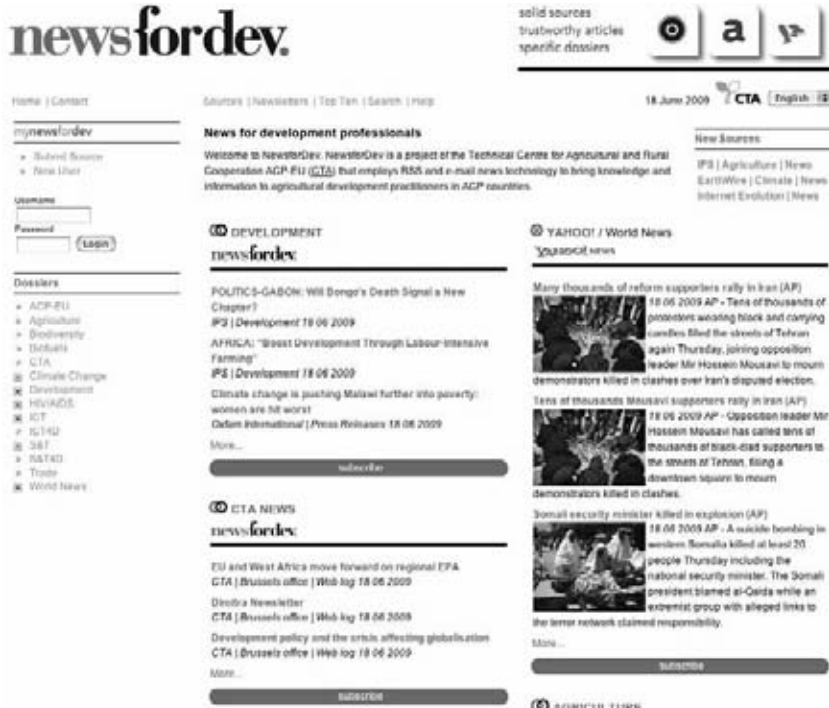 newsfordev.
solid sources
trustworthy articles
specific dossiers
a
Home | Contact
Sources | Newsletters | Top Ten | Search | Help
18 June 2009
CTA
English
mynewsfordev
Submit Source
New User
Username
Password
Login
Dossiers
ACP-EU
Agriculture
Biodiversity
Biofuels
CTA
Climate Change
Development
HIV/AIDS
ICT
ICT4D
S&T
S&T4D
Trade
World News
News for development professionals
Welcome to NewsforDev. NewsforDev is a project of the Technical Centre for Agricultural and Rural
Cooperation ACP-EU (CTA) that employs RSS and e-mail news technology to bring knowledge and
information to agricultural development practitioners in ACP countries.
New Sources
IPS | Agriculture | News
EarthWire | Climate | News
Internet Evolution | News
DEVELOPMENT
newsfordev
POLITICS-GABON: Will Bongo's Death Signal a New
Chapter?
IPS | Development 18 06 2009
AFRICA: "Boost Development Through Labour-Intensive
Farming"
IPS | Development 18 06 2009
Climate change is pushing Malawi further into poverty:
women are hit worst
Oxfam International | Press Releases 18 06 2009
More...
subscribe
CTA NEWS
newsfordev
EU and West Africa move forward on regional EPA
CTA | Brussels office | Web log 18 06 2009
Dimitra Newsletter
CTA | Brussels office | Web log 18 06 2009
Development policy and the crisis affecting globalisation
CTA | Brussels office | Web log 18 06 2009
More...
subscribe
YAHOO! / World News
NEWS
Many thousands of reform supporters rally in Iran (AP)
18 06 2009 AP - Tens of thousands of
protesters wearing black and carrying
candles filled the streets of Tehran
again Thursday, joining opposition
leader Mir Hossein Mousavi to mourn
demonstrators killed in clashes over Iran's disputed election.
Tens of thousands Mousavi supporters rally in Iran (AP)
18 06 2009 AP - Opposition leader Mir
Hossein Mousavi has called tens of
thousands of black-clad supporters to
the streets of Tehran, filling a
downtown square to mourn
demonstrators killed in clashes.
Somali security minister killed in explosion (AP)
18 06 2009 AP - A suicide bombing in
western Somalia killed at least 20
people Thursday including the
national security minister. The Somali
president blamed al-Qaida while an
extremist group with alleged links to
the terror network claimed responsibility.
More...
subscribe
AGRICULTURE